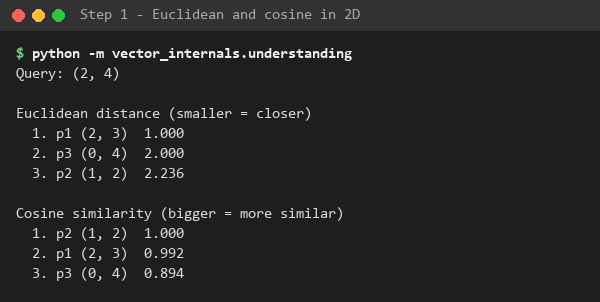 Step 1 - Euclidean and cosine in 2D
$ python -m vector_internals.understanding
Query: (2, 4)
Euclidean distance (smaller = closer)
1. p1 (2, 3) 1.000
2. p3 (0, 4) 2.000
3. p2 (1, 2) 2.236
Cosine similarity (bigger = more similar)
1. p2 (1, 2) 1.000
2. p1 (2, 3) 0.992
3. p3 (0, 4) 0.894